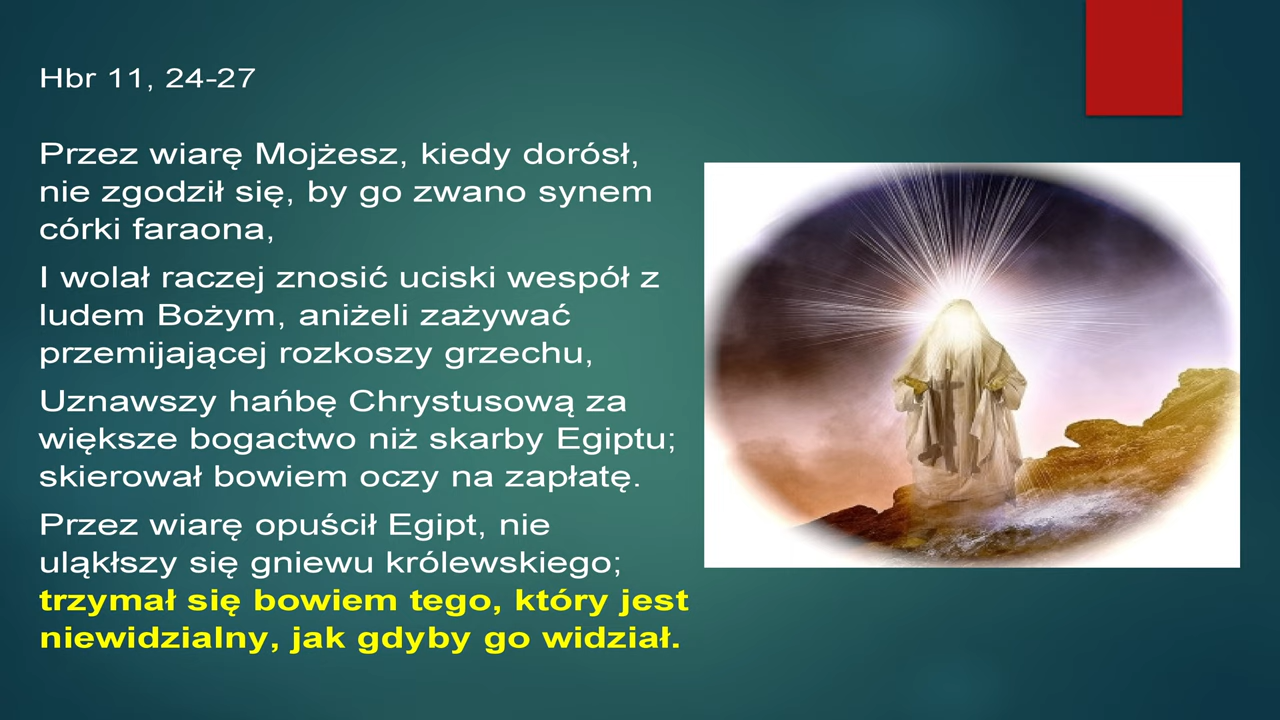 Hbr 11, 24-27
Przez wiarę Mojżesz, kiedy dorósł,
nie zgodził się, by go zwano synem
córki faraona,
I wolał raczej znosić uciski wespół z
ludem Bożym, aniżeli zażywać
przemijającej rozkoszy grzechu,
Uznawszy hańbę Chrystusową za
większe bogactwo niż skarby Egiptu;
skierował bowiem oczy na zapłatę.
Przez wiarę opuścił Egipt, nie
uląkłszy się gniewu królewskiego;
trzymał się bowiem tego, który jest
niewidzialny, jak gdyby go widział.